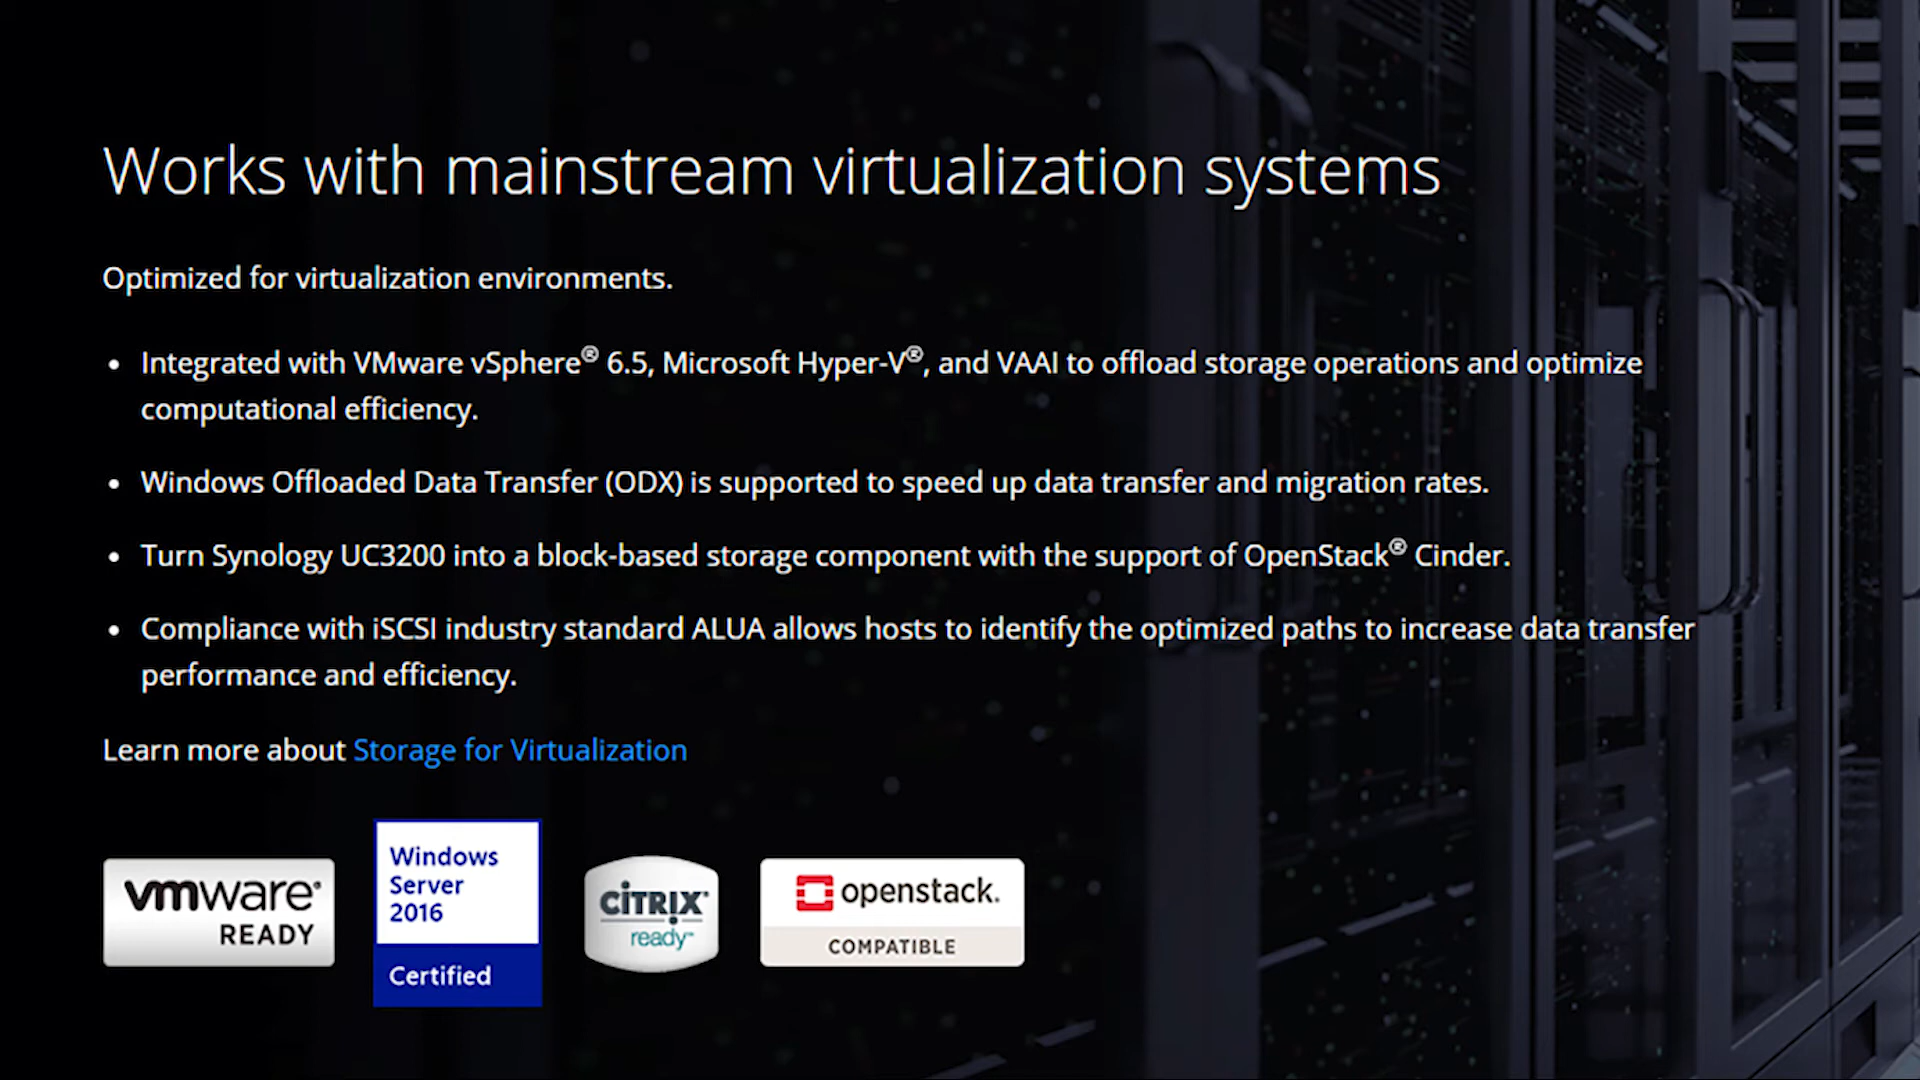 Works with mainstream virtualization systems
Optimized for virtualization environments.
• Integrated with VMware vSphere® 6.5, Microsoft Hyper-V®, and VAAI to offload storage operations and optimize
computational efficiency.
• Windows Offloaded Data Transfer (ODX) is supported to speed up data transfer and migration rates.
• Turn Synology UC3200 into a block-based storage component with the support of OpenStack® Cinder.
• Compliance with iSCSI industry standard ALUA allows hosts to identify the optimized paths to increase data transfer
performance and efficiency.
Learn more about Storage for Virtualization
vmware®
READY
Windows
Server
2016
Certified
CITRIX®
ready™
openstack.
COMPATIBLE